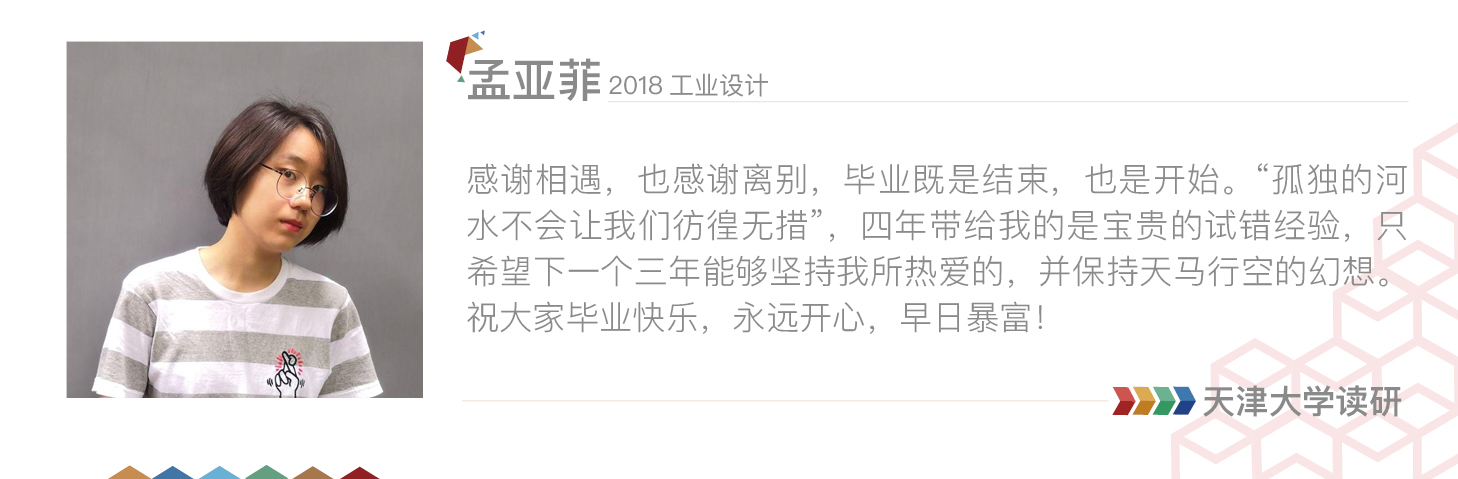 孟亚菲 2018 工业设计
感谢相遇，也感谢离别，毕业既是结束，也是开始。“孤独的河
水不会让我们彷徨无措”，四年带给我的是宝贵的试错经验，只
希望下一个三年能够坚持我所热爱的，并保持天马行空的幻想。
祝大家毕业快乐，永远开心，早日暴富！
天津大学读研